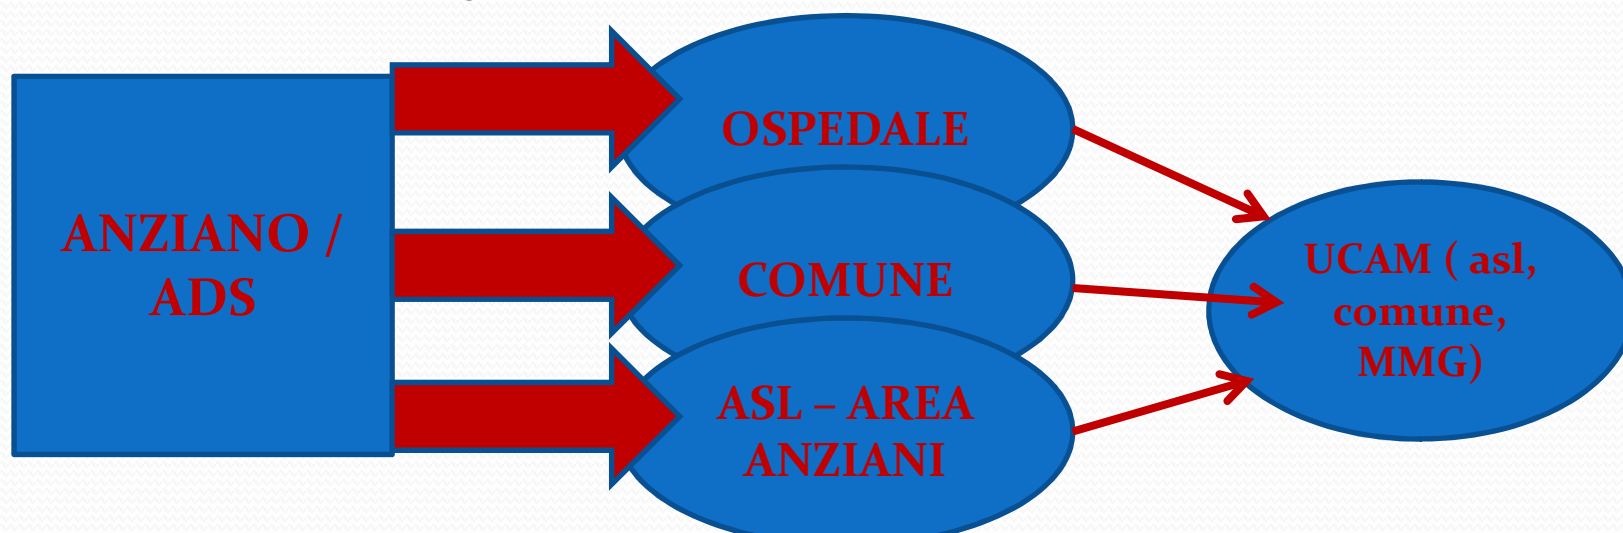 ANZIANO /
ADS
OSPEDALE
COMUNE
ASL – AREA
ANZIANI
UCAM ( asl,
comune,
MMG)